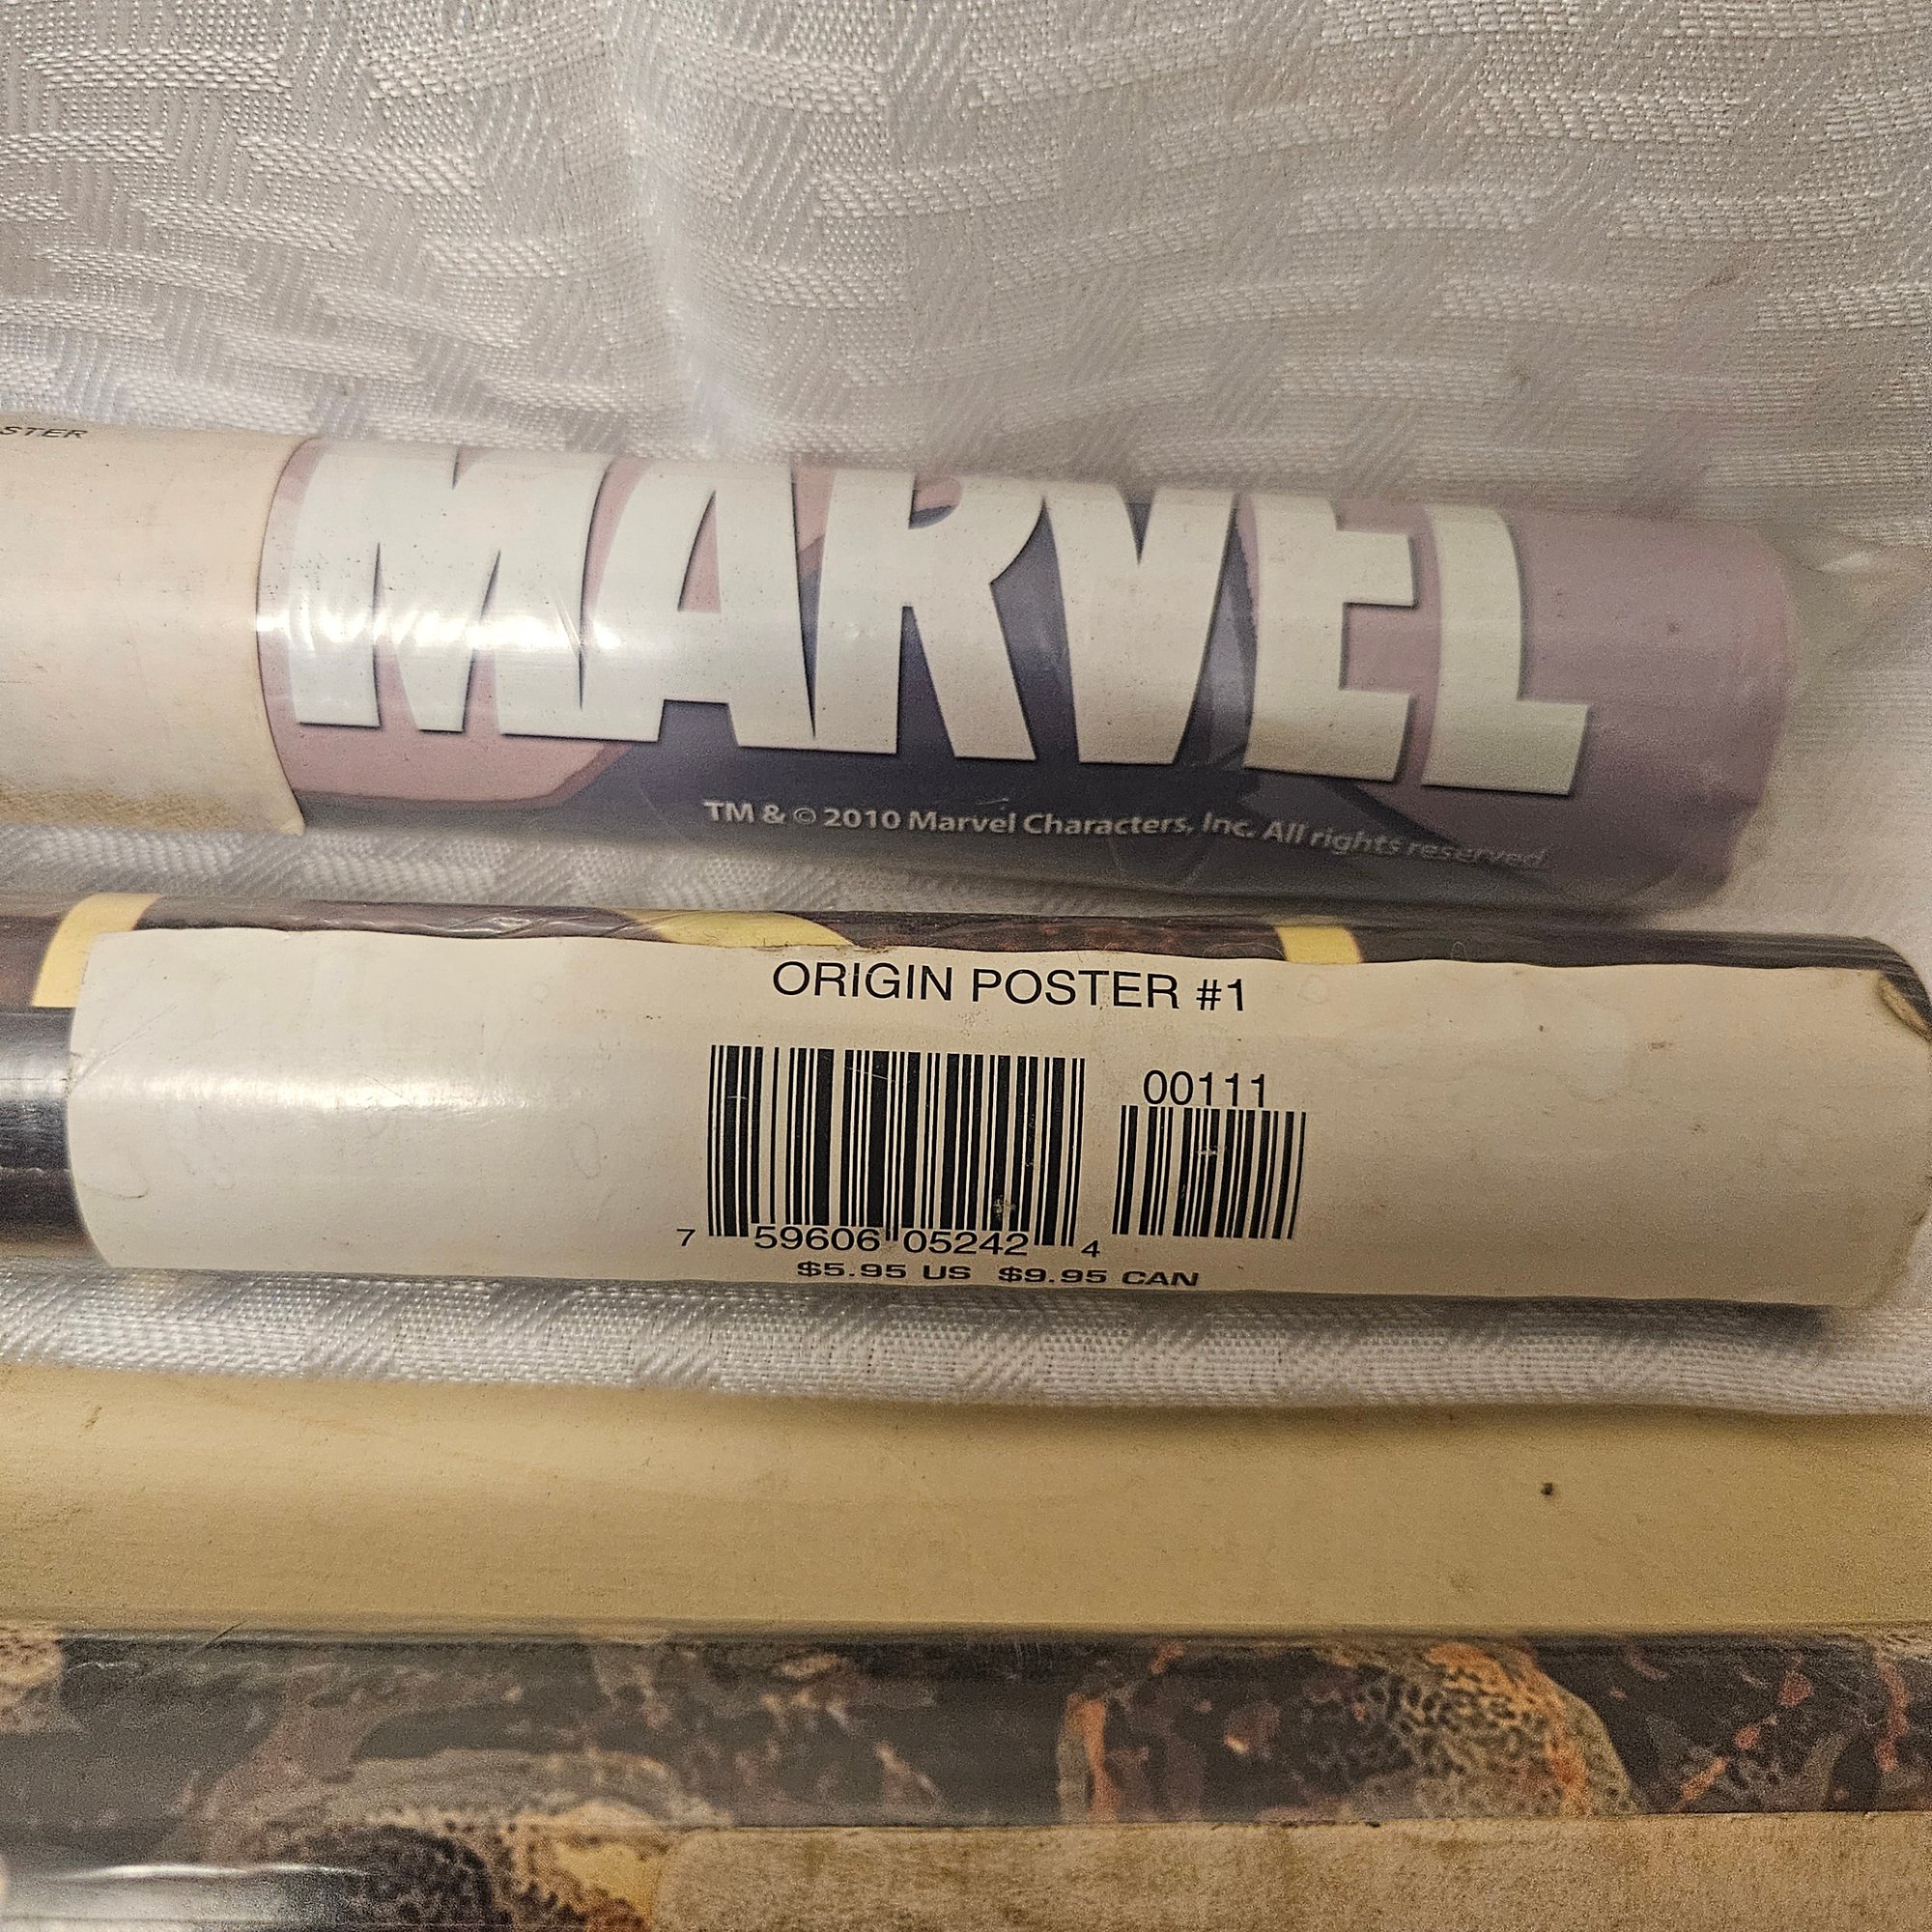 STER
MARVEL
TM & © 2010 Marvel Characters, Inc. All rights reserved.
ORIGIN POSTER #1
00111
7 59606 05242 4
$5.95 US $9.95 CAN